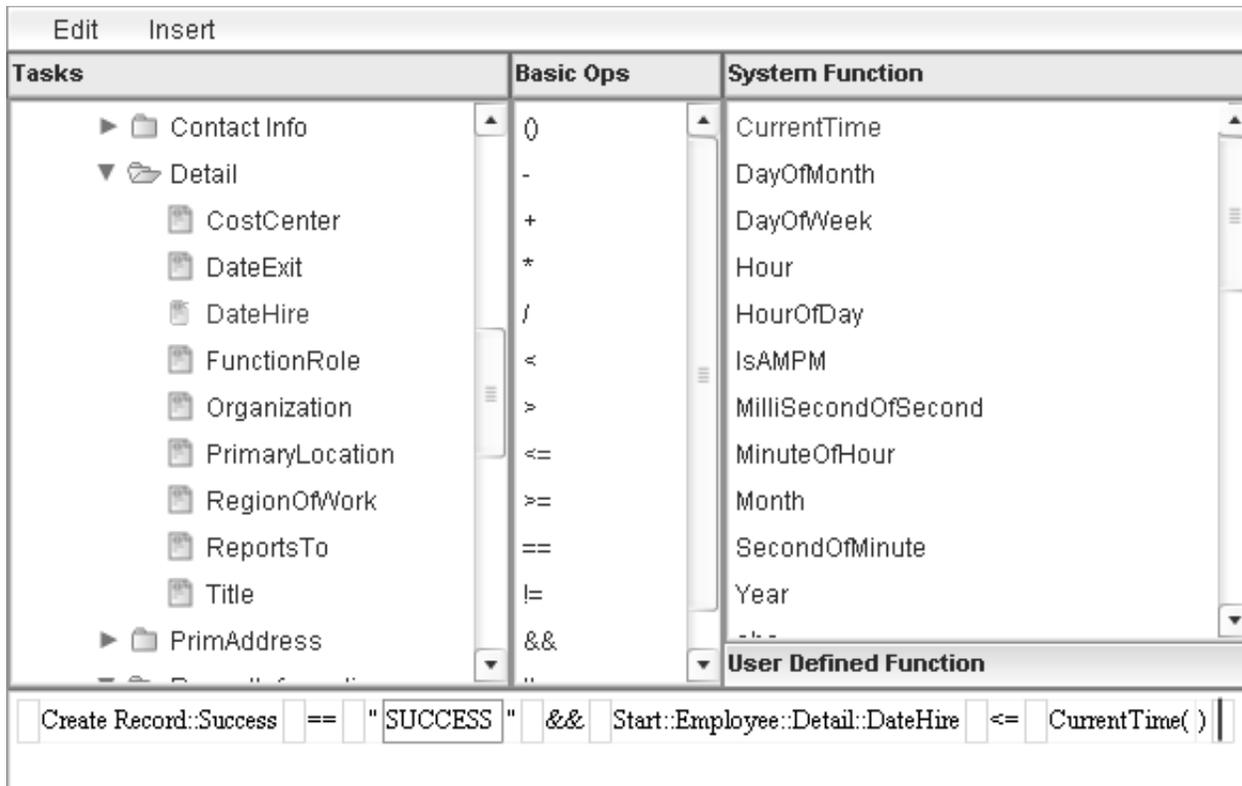 Edit Insert
Tasks
Contact Info
Detail
CostCenter
DateExit
DateHire
FunctionRole
Organization
PrimaryLocation
RegionOfWork
ReportsTo
Title
PrimAddress
Basic Ops
()
-
+
*
/
<
>
<=
>=
==
!=
&&
System Function
CurrentTime
DayOfMonth
DayOfWeek
Hour
HourOfDay
IsAMPM
MilliSecondOfSecond
MinuteOfHour
Month
SecondOfMinute
Year
User Defined Function
Create Record::Success == "SUCCESS" && Start::Employee::Detail::DateHire <= CurrentTime( )